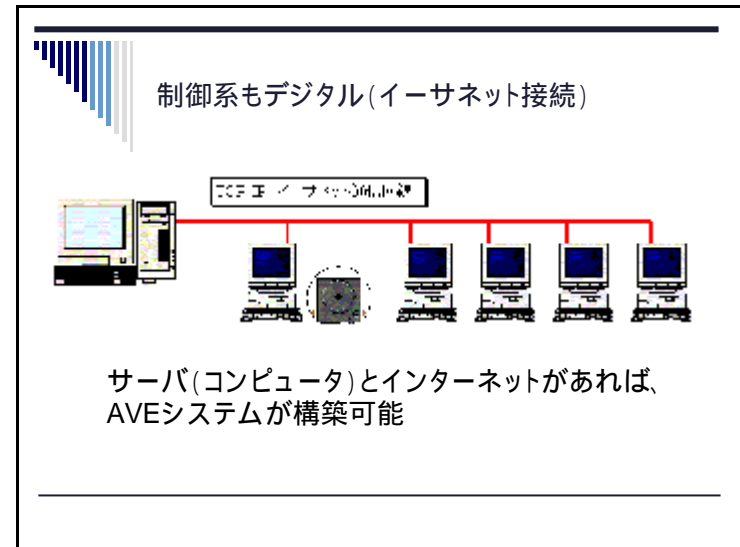 制御系もデジタル(イーサネット接続)
サーバ(コンピュータ)とインターネットがあれば、
AVEシステムが構築可能